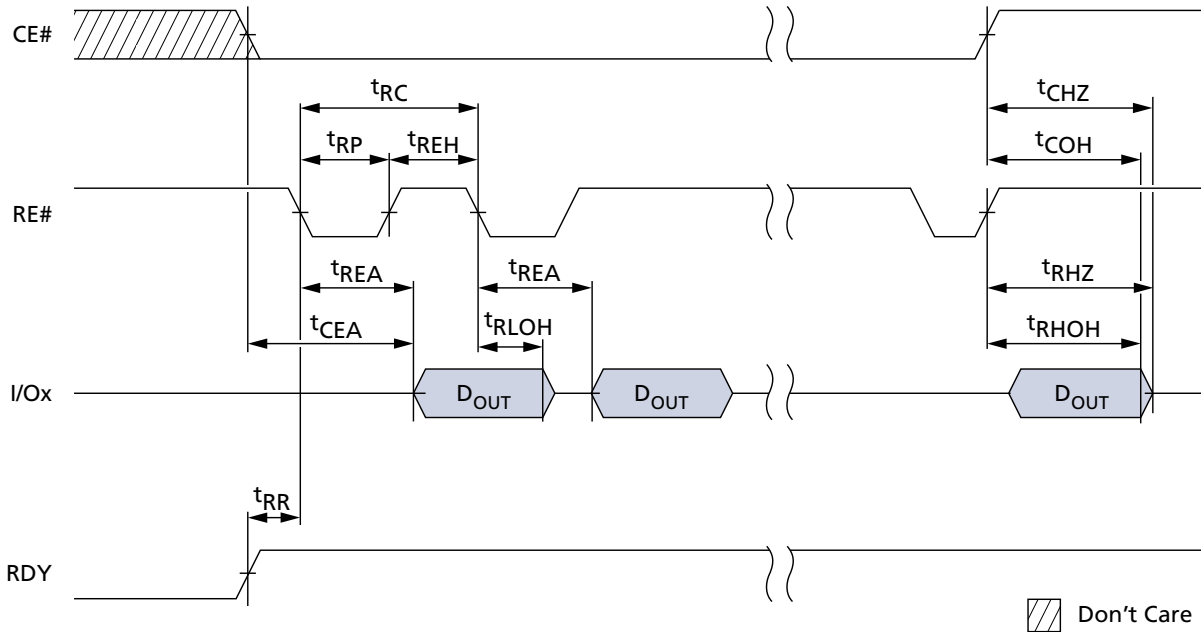 CE#
tRC
tCHZ
tRP
tREH
tCOH
RE#
tREA
tREA
tRHZ
tCEA
tRLOH
tRHOH
I/Ox
DOUT
DOUT
DOUT
tRR
RDY
Don't Care